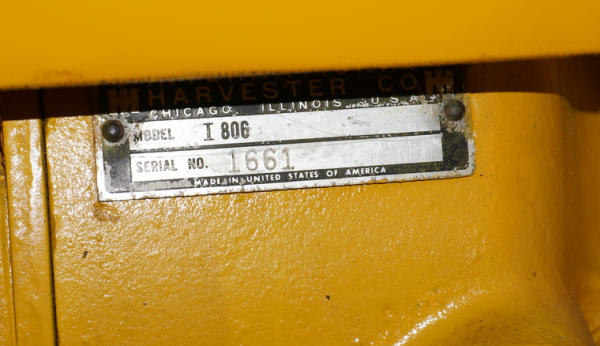 HARVESTER CO.
CHICAGO, ILLINOIS, U.S.A.
MODEL I 806
SERIAL NO. 1661
MADE IN UNITED STATES OF AMERICA